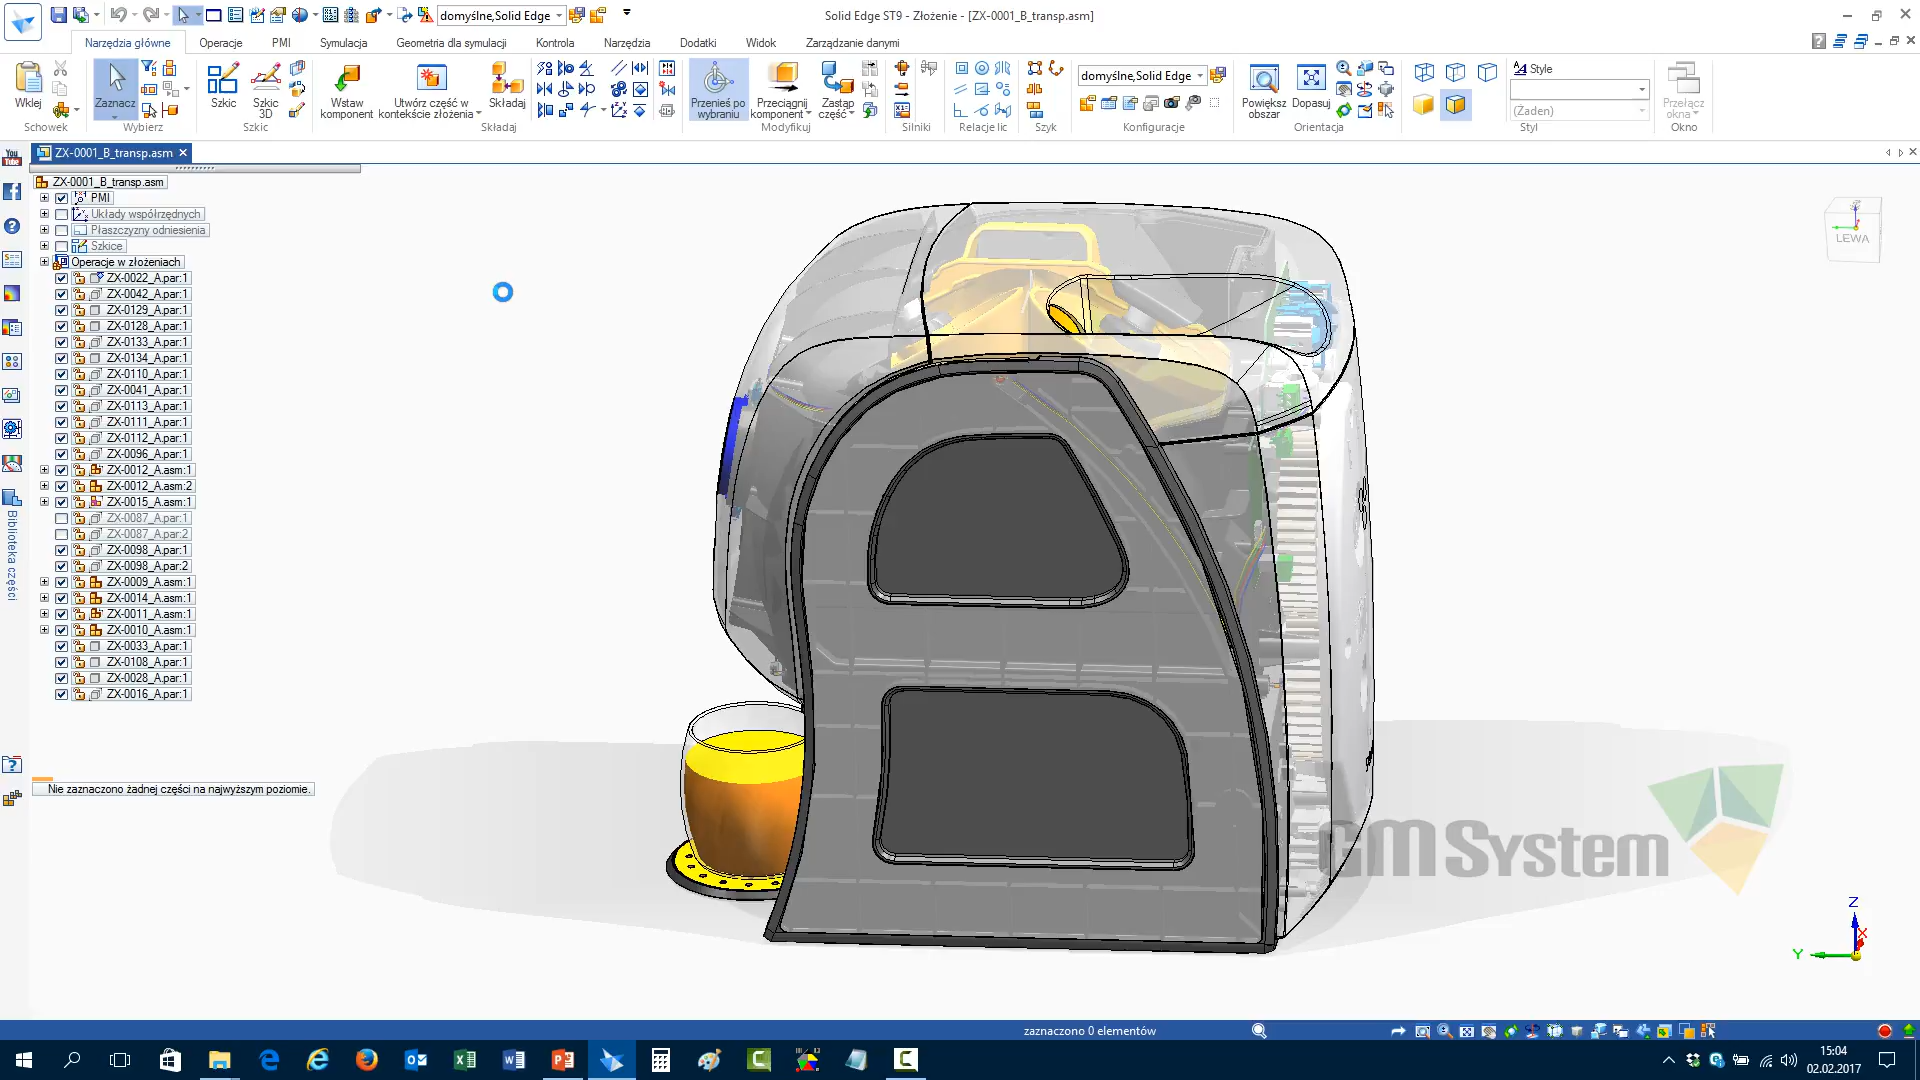 domyślne,Solid Edge
Solid Edge ST9 - Złożenie - [ZX-0001_B_transp.asm]
Narzędzia główne
Operacje
PMI
Symulacja
Geometria dla symulacji
Kontrola
Narzędzia
Dodatki
Widok
Zarządzanie danymi
Wklej
Schowek
Zaznacz
Wybierz
Szkic
Szkic 3D
Szkic
Wstaw komponent
Utwórz część w kontekście złożenia
Składaj
Składaj
Przenieś po wybraniu
Przeciągnij komponent
Zastąp część
Modyfikuj
Silniki
Relacje lic
Szyk
domyślne,Solid Edge
Konfiguracje
Powiększ obszar
Dopasuj
Orientacja
Style
(Żaden)
Styl
Przełącz okna
Okno
ZX-0001_B_transp.asm
ZX-0001_B_transp.asm
PMI
Układy współrzędnych
Płaszczyzny odniesienia
Szkice
Operacje w złożeniach
ZX-0022_A.par:1
ZX-0042_A.par:1
ZX-0129_A.par:1
ZX-0128_A.par:1
ZX-0133_A.par:1
ZX-0134_A.par:1
ZX-0110_A.par:1
ZX-0041_A.par:1
ZX-0113_A.par:1
ZX-0111_A.par:1
ZX-0112_A.par:1
ZX-0096_A.par:1
ZX-0012_A.asm:1
ZX-0012_A.asm:2
ZX-0015_A.asm:1
ZX-0087_A.par:1
ZX-0087_A.par:2
ZX-0098_A.par:1
ZX-0098_A.par:2
ZX-0009_A.asm:1
ZX-0014_A.asm:1
ZX-0011_A.asm:1
ZX-0010_A.asm:1
ZX-0033_A.par:1
ZX-0108_A.par:1
ZX-0028_A.par:1
ZX-0016_A.par:1
Biblioteka części
Nie zaznaczono żadnej części na najwyższym poziomie.
LEWA
GM System
Z
X
Y
zaznaczono 0 elementów
15:04
02.02.2017